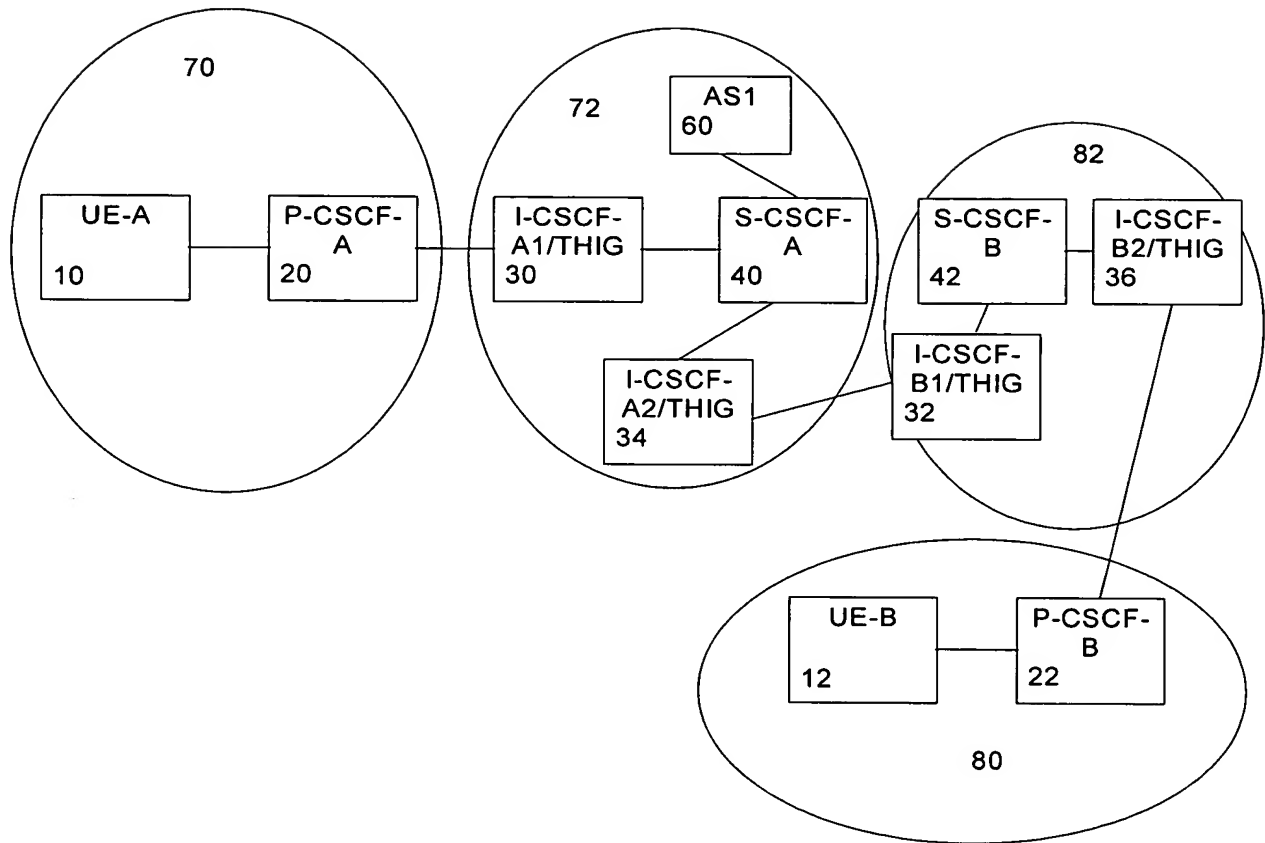 70
UE-A
10
P-CSCF-
A
20
72
AS1
60
I-CSCF-
A1/THIG
30
S-CSCF-
A
40
I-CSCF-
A2/THIG
34
82
S-CSCF-
B
42
I-CSCF-
B2/THIG
36
I-CSCF-
B1/THIG
32
UE-B
12
P-CSCF-
B
22
80